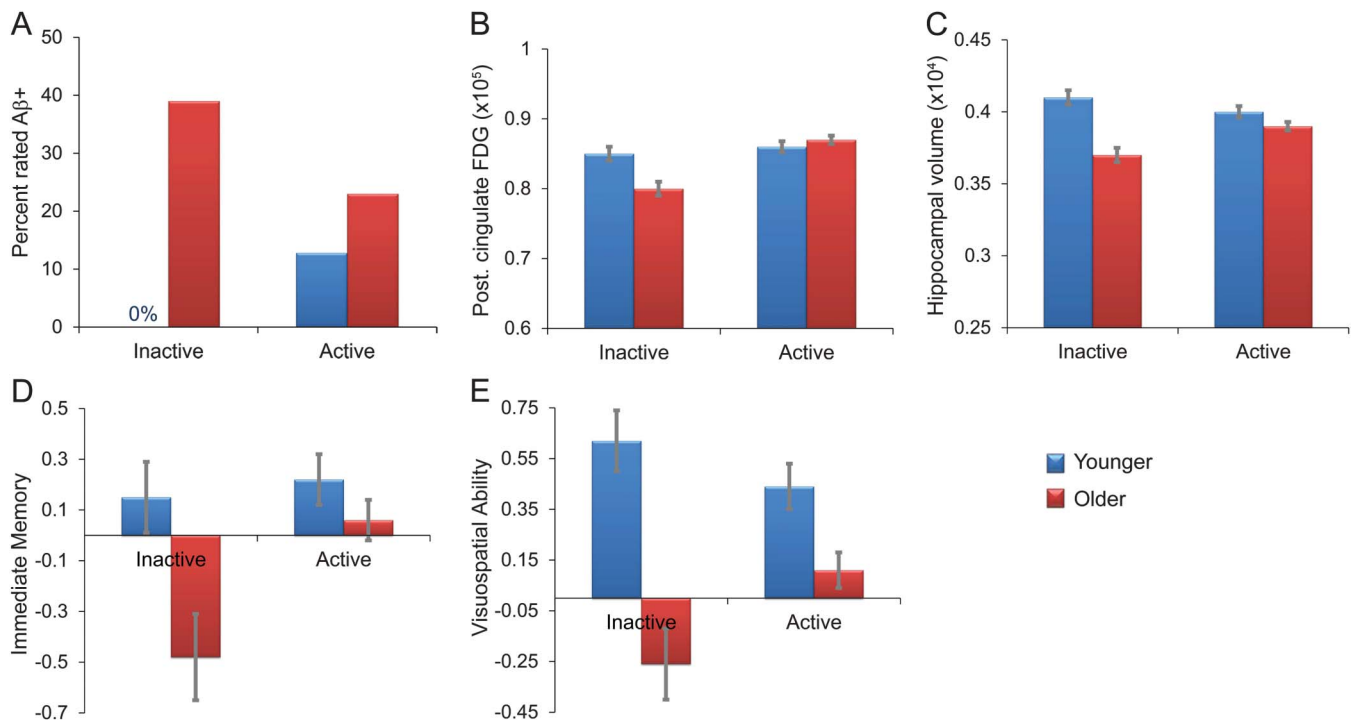 A
Percent rated Aβ+
50
40
30
20
10
0
0%
Inactive
Active
B
Post. cingulate FDG (x10⁵)
1
0.9
0.8
0.7
0.6
Inactive
Active
C
Hippocampal volume (x10⁴)
0.45
0.4
0.35
0.3
0.25
Inactive
Active
D
Immediate Memory
0.5
0.3
0.1
-0.1
-0.3
-0.5
-0.7
Inactive
Active
E
Visuospatial Ability
0.75
0.55
0.35
0.15
-0.05
-0.25
-0.45
Inactive
Active
Younger
Older